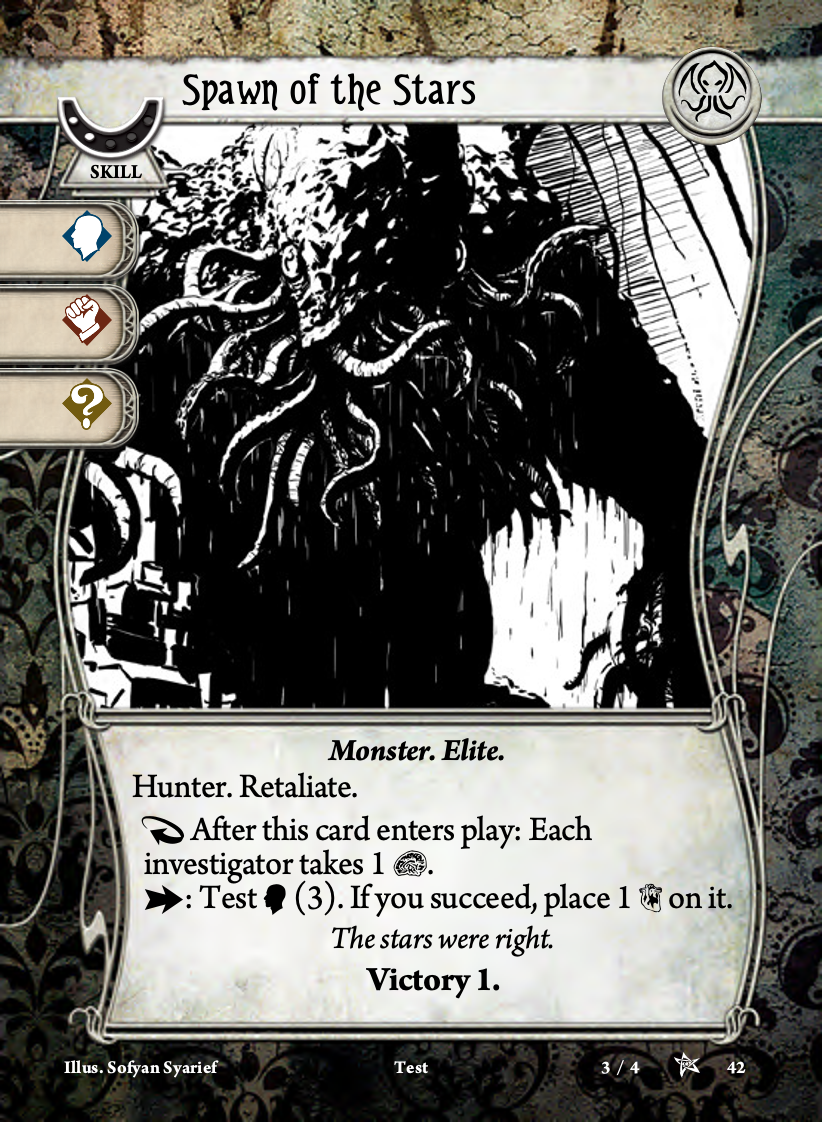 Spawn of the Stars
SKILL
?
Monster. Elite.
Hunter. Retaliate.
After this card enters play: Each
investigator takes 1 .
: Test (3). If you succeed, place 1 on it.
The stars were right.
Victory 1.
Illus. Sofyan Syarief
Test
3 / 4
42